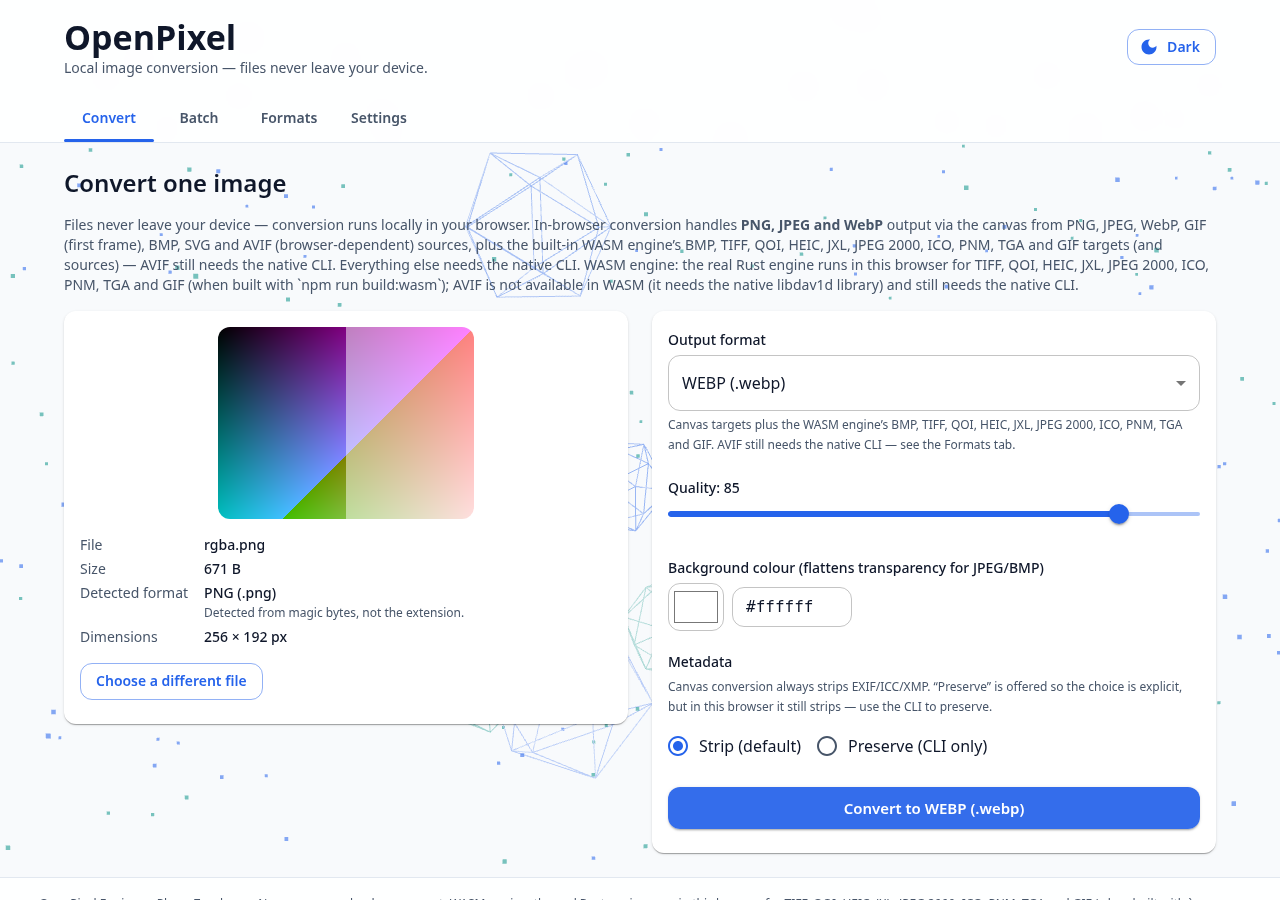 OpenPixel
Local image conversion — files never leave your device.
Dark
Convert
Batch
Formats
Settings
Convert one image
Files never leave your device — conversion runs locally in your browser. In-browser conversion handles PNG, JPEG and WebP output via the canvas from PNG, JPEG, WebP, GIF
(first frame), BMP, SVG and AVIF (browser-dependent) sources, plus the built-in WASM engine's BMP, TIFF, QOI, HEIC, JXL, JPEG 2000, ICO, PNM, TGA and GIF targets (and
sources) — AVIF still needs the native CLI. Everything else needs the native CLI. WASM engine: the real Rust engine runs in this browser for TIFF, QOI, HEIC, JXL, JPEG 2000, ICO,
PNM, TGA and GIF (when built with `npm run build:wasm`); AVIF is not available in WASM (it needs the native libdav1d library) and still needs the native CLI.
File
rgba.png
Size
671 B
Detected format
PNG (.png)
Detected from magic bytes, not the extension.
Dimensions
256 × 192 px
Choose a different file
Output format
WEBP (.webp)
Canvas targets plus the WASM engine's BMP, TIFF, QOI, HEIC, JXL, JPEG 2000, ICO, PNM, TGA
and GIF. AVIF still needs the native CLI — see the Formats tab.
Quality: 85
Background colour (flattens transparency for JPEG/BMP)
#ffffff
Metadata
Canvas conversion always strips EXIF/ICC/XMP. “Preserve” is offered so the choice is explicit,
but in this browser it still strips — use the CLI to preserve.
Strip (default)
Preserve (CLI only)
Convert to WEBP (.webp)